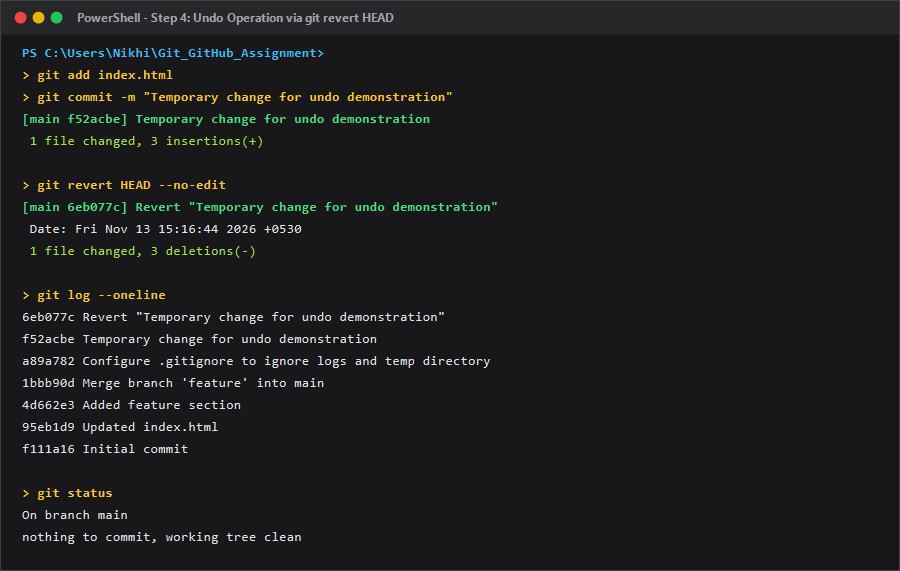 PowerShell - Step 4: Undo Operation via git revert HEAD
PS C:\Users\Nikhi\Git_GitHub_Assignment>
> git add index.html
> git commit -m "Temporary change for undo demonstration"
[main f52acbe] Temporary change for undo demonstration
 1 file changed, 3 insertions(+)
> git revert HEAD --no-edit
[main 6eb077c] Revert "Temporary change for undo demonstration"
 Date: Fri Nov 13 15:16:44 2026 +0530
 1 file changed, 3 deletions(-)
> git log --oneline
6eb077c Revert "Temporary change for undo demonstration"
f52acbe Temporary change for undo demonstration
a89a782 Configure .gitignore to ignore logs and temp directory
1bbb90d Merge branch 'feature' into main
4d662e3 Added feature section
95eb1d9 Updated index.html
f111a16 Initial commit
> git status
On branch main
nothing to commit, working tree clean